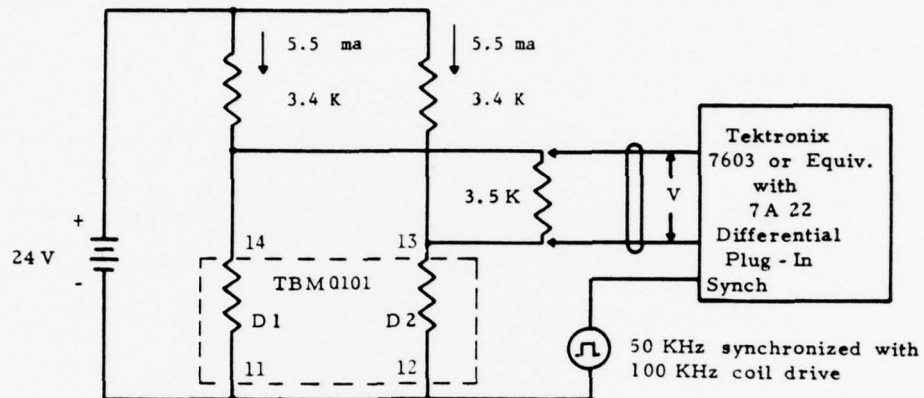 5.5 ma
5.5 ma
3.4 K
3.4 K
Tektronix
7603 or Equiv.
with
7A 22
Differential
Plug - In
Synch
V
3.5K
+
24 V
-
14
13
TBM0101
D1
D2
11
12
50 KHz synchronized with
100 KHz coil drive